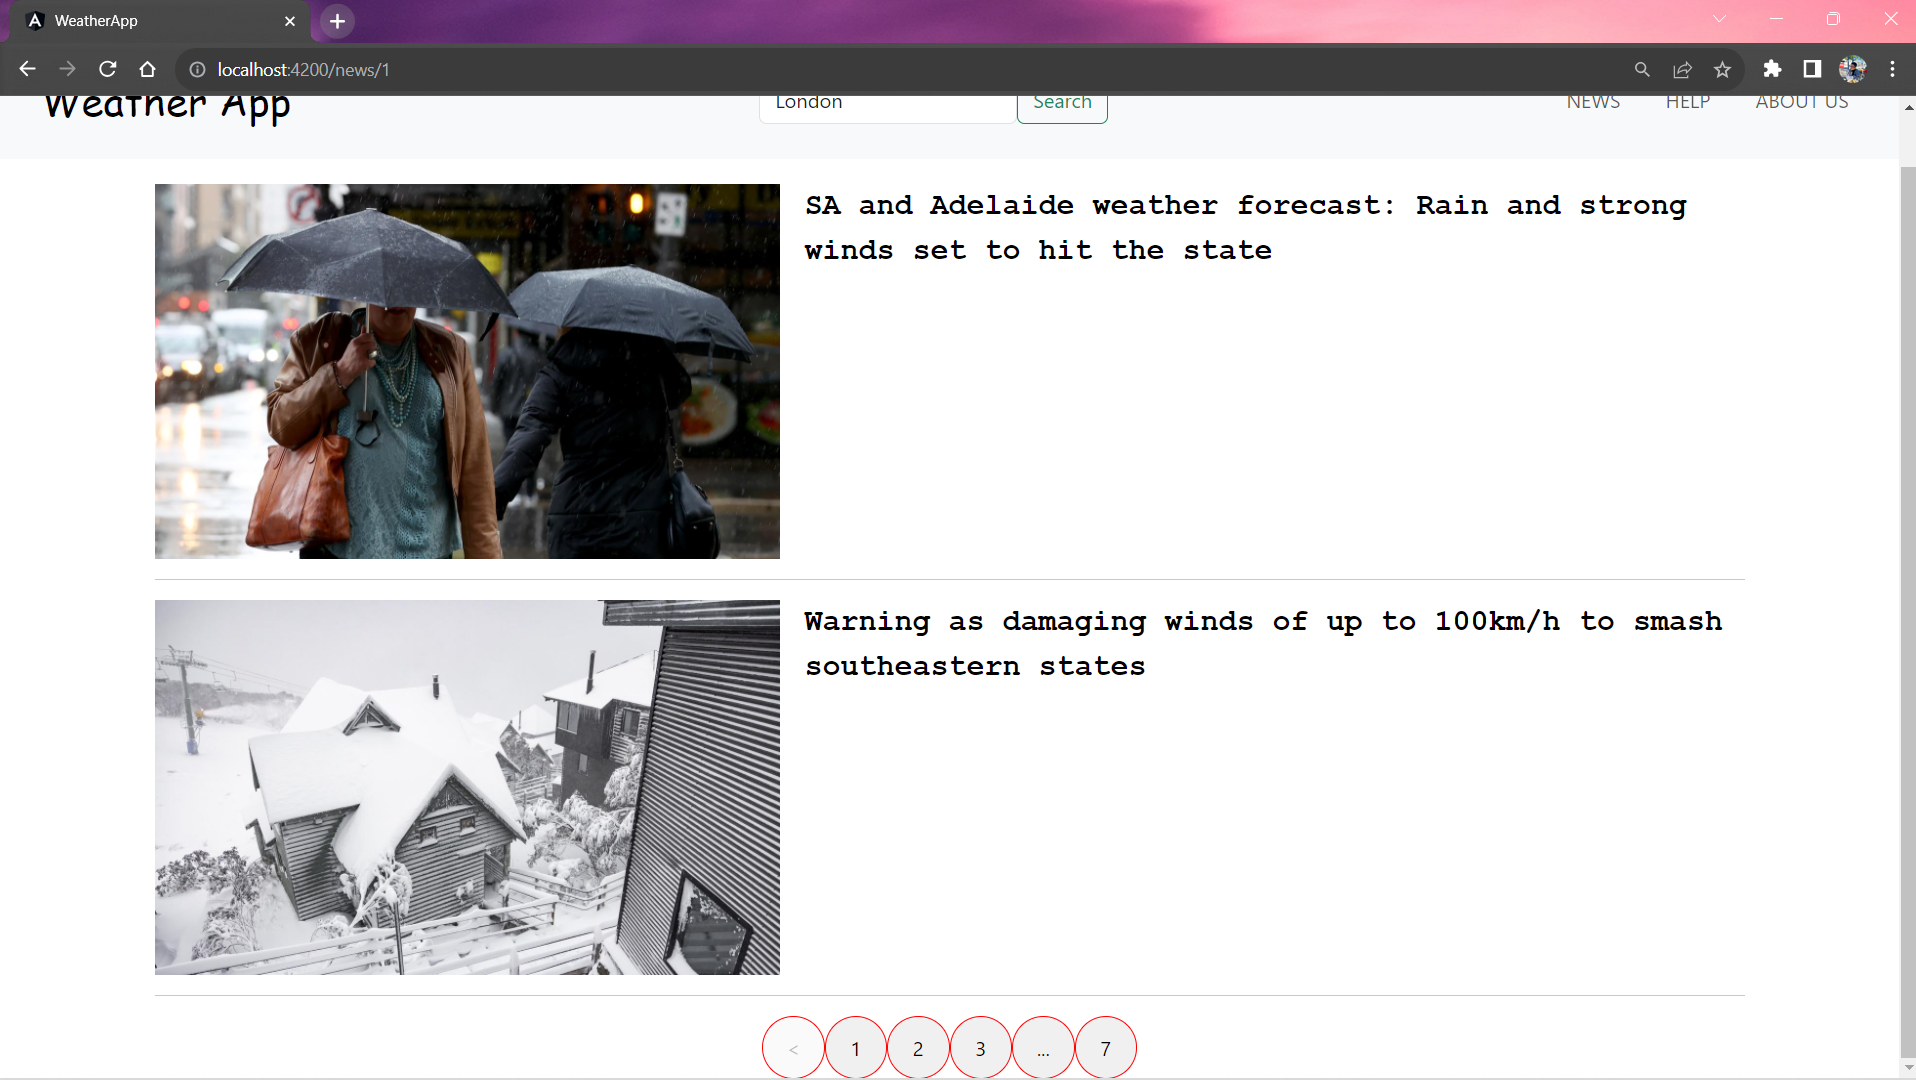 WeatherApp
localhost:4200/news/1
Weather App
London
Search
NEWS
HELP
ABOUT US
SA and Adelaide weather forecast: Rain and strong
winds set to hit the state
Warning as damaging winds of up to 100km/h to smash
southeastern states
< 1 2 3 ... 7